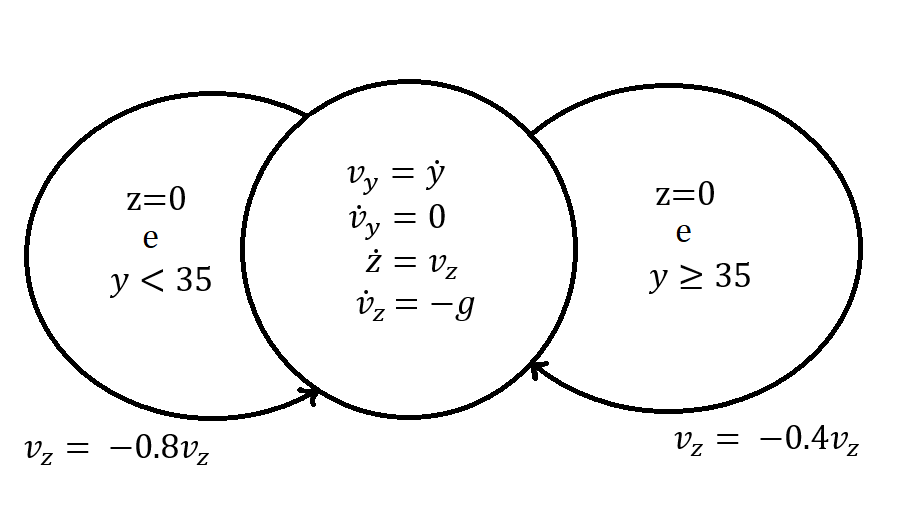 z=0
e
y < 35
v_y = ẏ
v̇_y = 0
ż = v_z
v̇_z = −g
z=0
e
y ≥ 35
v_z = −0.8v_z
v_z = −0.4v_z